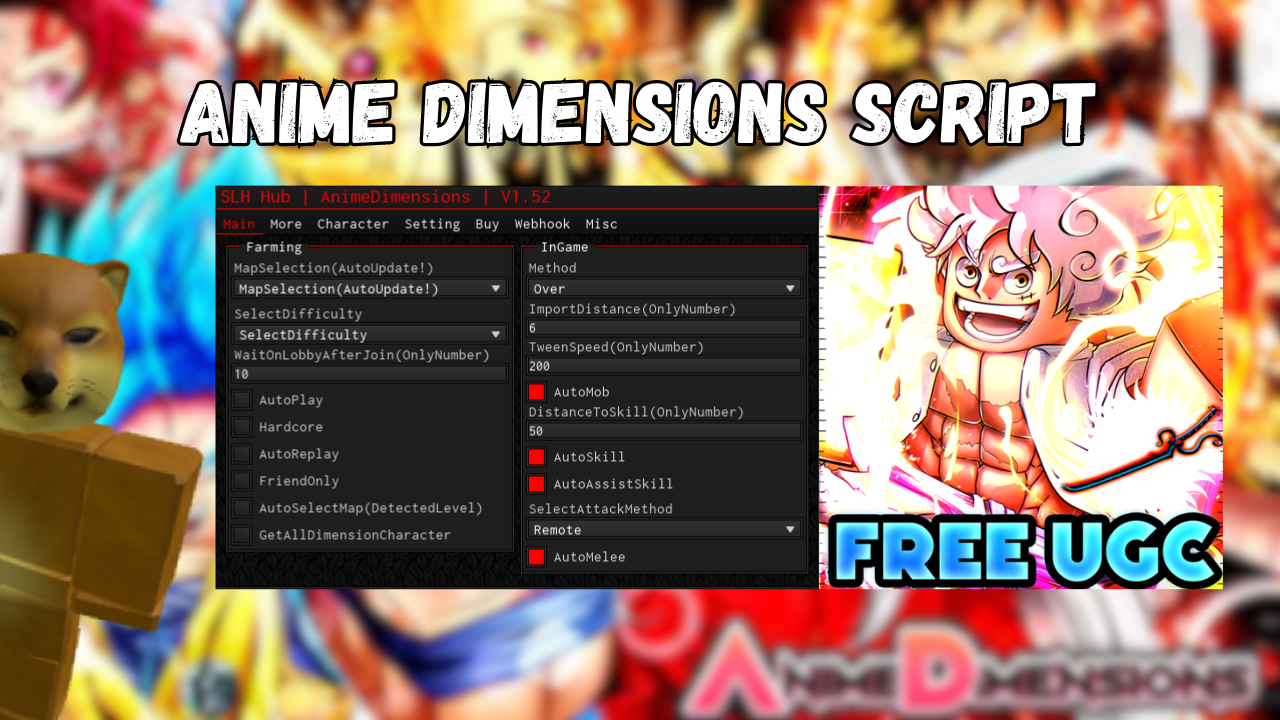 ANIME DIMENSIONS SCRIPT
SLH Hub | AnimeDimensions | V1.52
Main More Character Setting Buy Webhook Misc
Farming
MapSelection(AutoUpdate!)
MapSelection(AutoUpdate!)
SelectDifficulty
SelectDifficulty
WaitOnLobbyAfterJoin(OnlyNumber)
10
AutoPlay
Hardcore
AutoReplay
FriendOnly
AutoSelectMap(DetectedLevel)
GetAllDimensionCharacter
InGame
Method
Over
ImportDistance(OnlyNumber)
6
TweenSpeed(OnlyNumber)
200
AutoMob
DistanceToSkill(OnlyNumber)
50
AutoSkill
AutoAssistSkill
SelectAttackMethod
Remote
AutoMelee
FREE UGC
ANIME DIMENSIONS